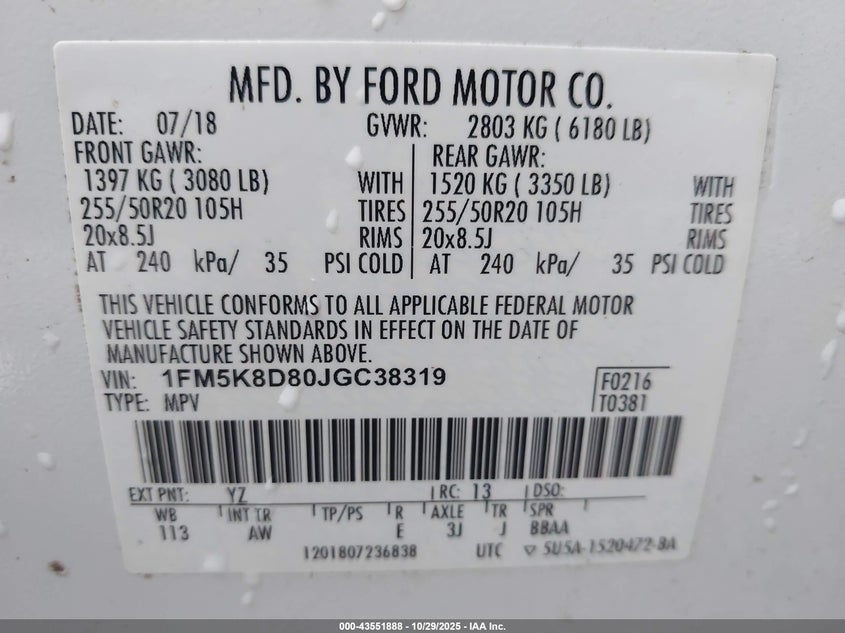 MFD. BY FORD MOTOR CO.
DATE: 07/18 GVWR: 2803 KG ( 6180 LB)
FRONT GAWR: REAR GAWR:
1397 KG ( 3080 LB) WITH 1520 KG ( 3350 LB) WITH
255/50R20 105H TIRES 255/50R20 105H TIRES
20x8.5J RIMS 20x8.5J RIMS
AT 240 kPa/ 35 PSI COLD AT 240 kPa/ 35 PSI COLD
THIS VEHICLE CONFORMS TO ALL APPLICABLE FEDERAL MOTOR
VEHICLE SAFETY STANDARDS IN EFFECT ON THE DATE OF
MANUFACTURE SHOWN ABOVE.
VIN: 1FM5K8D80JGC38319 F0216
TYPE: MPV T0381
EXT PNT: YZ RC: 13 DSO:
WB INT TR TP/PS R AXLE TR SPR
113 AW E 3J J BBAA
1201807236838 UTC ▽ 5U5A-1520472-BA
000-43551888 - 10/29/2025 - IAA Inc.